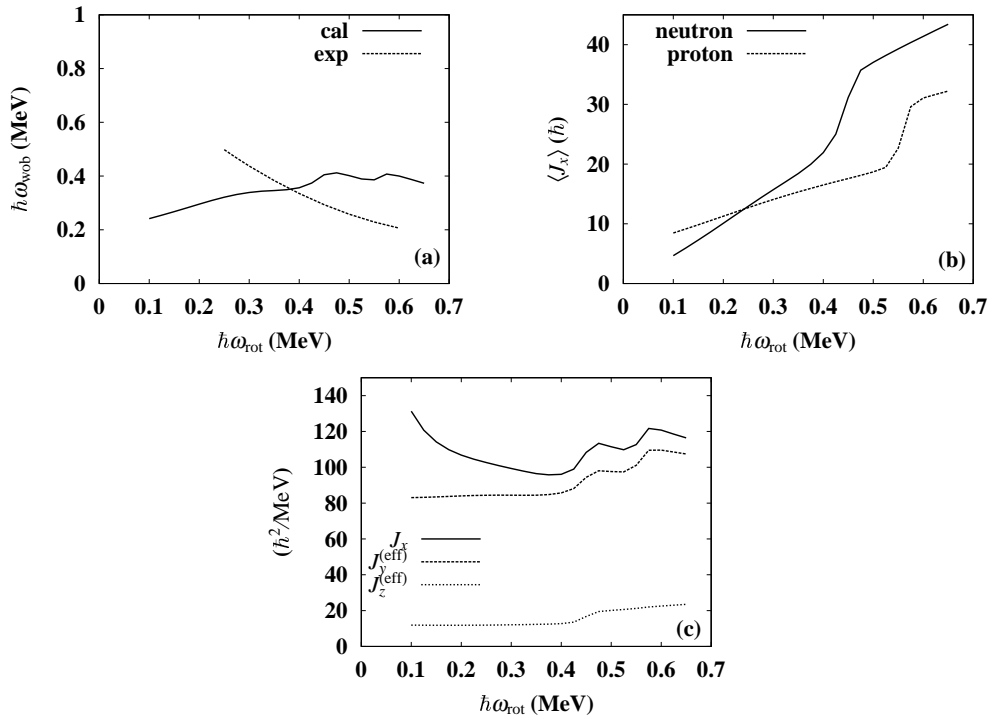 1
0.8
0.6
0.4
0.2
0
ℏω_wob (MeV)
cal
exp
(a)
0 0.1 0.2 0.3 0.4 0.5 0.6 0.7
ℏω_rot (MeV)
40
30
20
10
0
⟨J_x⟩ (ℏ)
neutron
proton
(b)
0 0.1 0.2 0.3 0.4 0.5 0.6 0.7
ℏω_rot (MeV)
140
120
100
80
60
40
20
0
(ℏ²/MeV)
J_x
J_y^(eff)
J_z^(eff)
(c)
0 0.1 0.2 0.3 0.4 0.5 0.6 0.7
ℏω_rot (MeV)